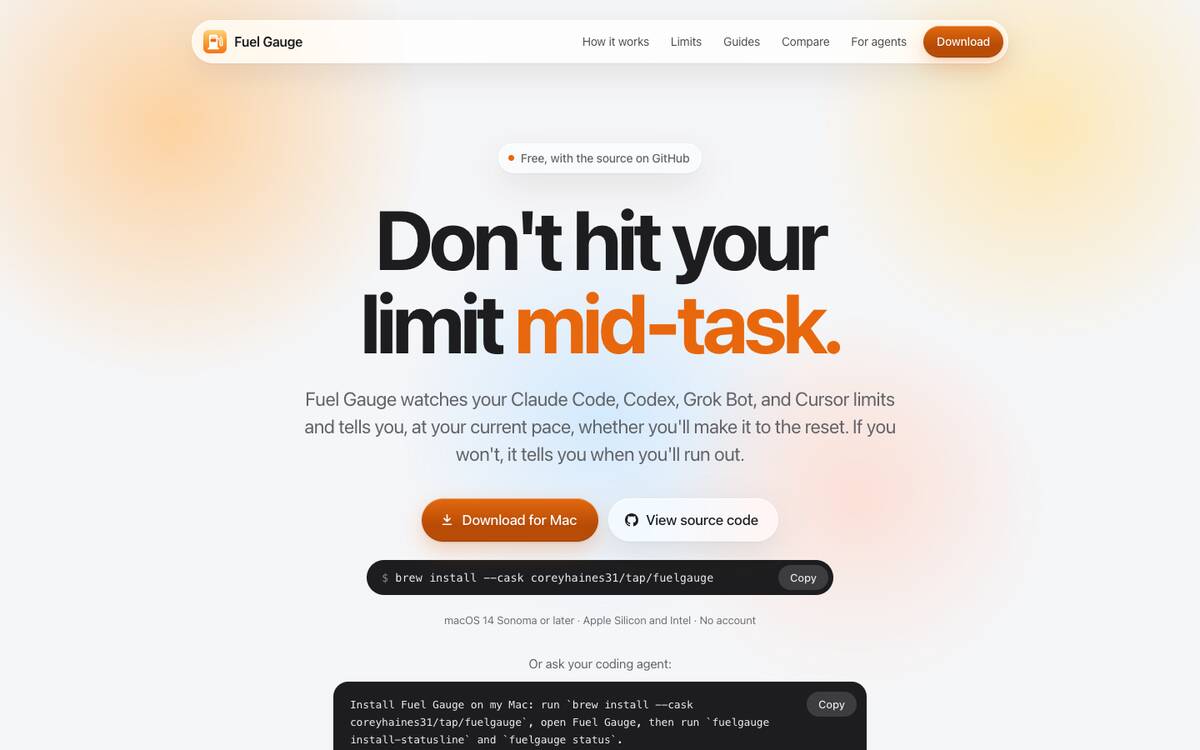 Fuel Gauge
How it works
Limits
Guides
Compare
For agents
Download
Free, with the source on GitHub
Don't hit your
limit mid-task.
Fuel Gauge watches your Claude Code, Codex, Grok Bot, and Cursor limits
and tells you, at your current pace, whether you'll make it to the reset. If you
won't, it tells you when you'll run out.
Download for Mac
View source code
$ brew install --cask coreyhaines31/tap/fuelgauge
Copy
macOS 14 Sonoma or later · Apple Silicon and Intel · No account
Or ask your coding agent:
Install Fuel Gauge on my Mac: run `brew install --cask
coreyhaines31/tap/fuelgauge`, open Fuel Gauge, then run `fuelgauge
install-statusline` and `fuelgauge status`.
Copy